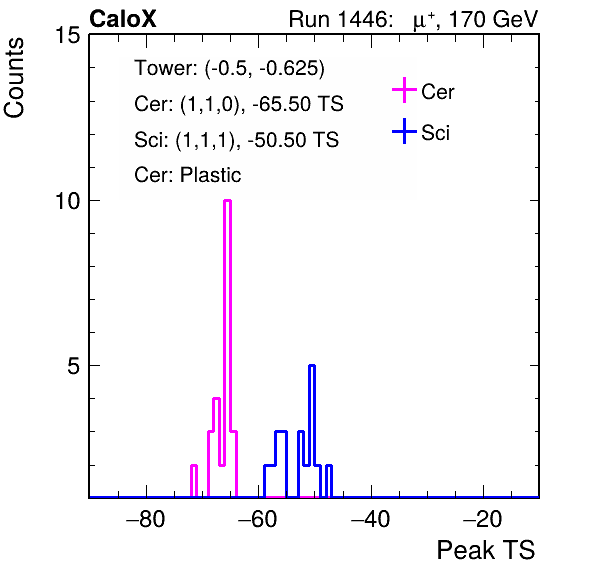 CaloX Run 1446: μ⁺, 170 GeV
Counts
15
10
5
Tower: (-0.5, -0.625)
Cer: (1,1,0), -65.50 TS
Sci: (1,1,1), -50.50 TS
Cer: Plastic
Cer
Sci
−80 −60 −40 −20
Peak TS